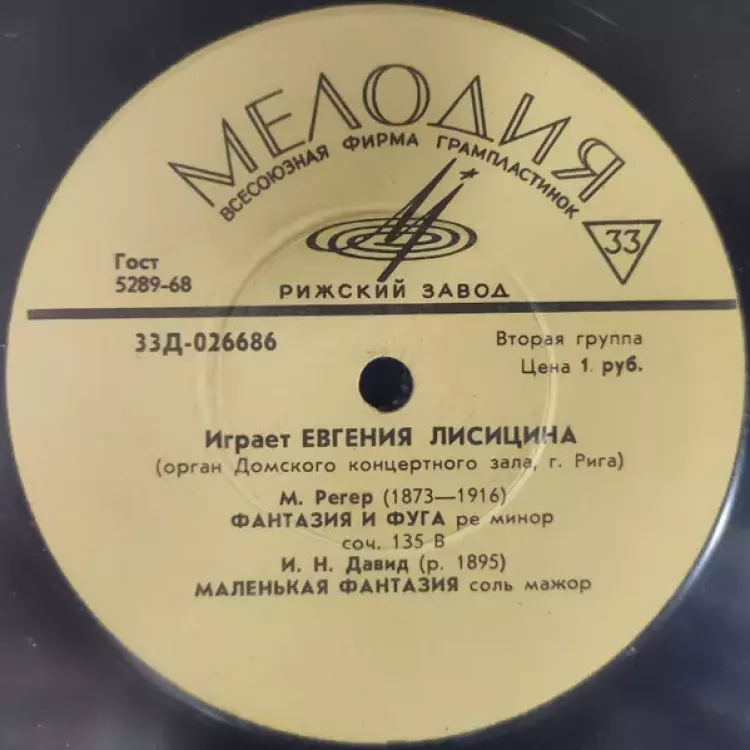 МЕЛОДИЯ
ВСЕСОЮЗНАЯ ФИРМА ГРАМПЛАСТИНОК
33
Гост
5289-68
РИЖСКИЙ ЗАВОД
33Д-026686
Вторая группа
Цена 1 руб.
Играет ЕВГЕНИЯ ЛИСИЦИНА
(орган Домского концертного зала, г. Рига)
М. Регер (1873—1916)
ФАНТАЗИЯ И ФУГА ре минор
соч. 135 В
И. Н. Давид (р. 1895)
МАЛЕНЬКАЯ ФАНТАЗИЯ соль мажор